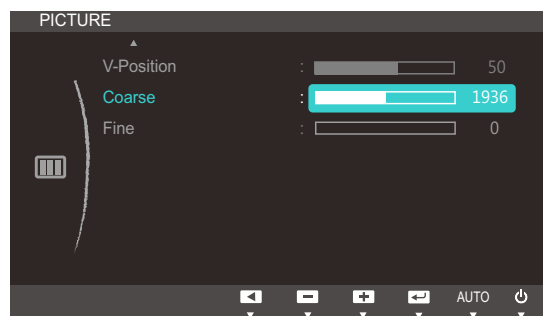 PICTURE
V-Position : 50
Coarse : 1936
Fine : 0
AUTO